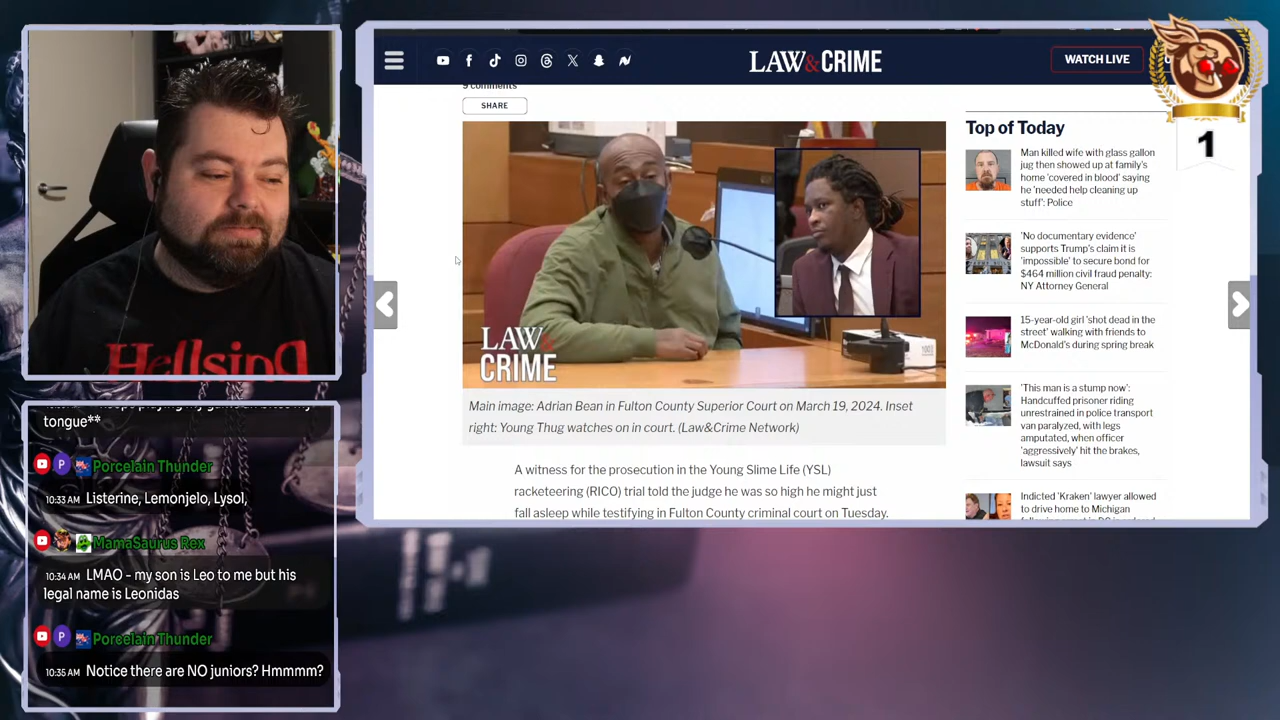 Hellsing
tongue**
Porcelain Thunder
10:33 AM Listerine, Lemonjelo, Lysol,
MamaSaurus Rex
10:34 AM LMAO - my son is Leo to me but his
legal name is Leonidas
Porcelain Thunder
10:35 AM Notice there are NO juniors? Hmmmm?
LAW&CRIME
WATCH LIVE
1
9 comments
SHARE
LAW&
CRIME
Main image: Adrian Bean in Fulton County Superior Court on March 19, 2024. Inset
right: Young Thug watches on in court. (Law&Crime Network)
A witness for the prosecution in the Young Slime Life (YSL)
racketeering (RICO) trial told the judge he was so high he might just
fall asleep while testifying in Fulton County criminal court on Tuesday.
Top of Today
Man killed wife with glass gallon
jug then showed up at family's
home 'covered in blood' saying
he 'needed help cleaning up
stuff': Police
'No documentary evidence'
supports Trump's claim it is
'impossible' to secure bond for
$464 million civil fraud penalty:
NY Attorney General
15-year-old girl 'shot dead in the
street' walking with friends to
McDonald's during spring break
'This man is a stump now':
Handcuffed prisoner riding
unrestrained in police transport
van paralyzed, with legs
amputated, when officer
'aggressively' hit the brakes,
lawsuit says
Indicted 'Kraken' lawyer allowed
to drive home to Michigan